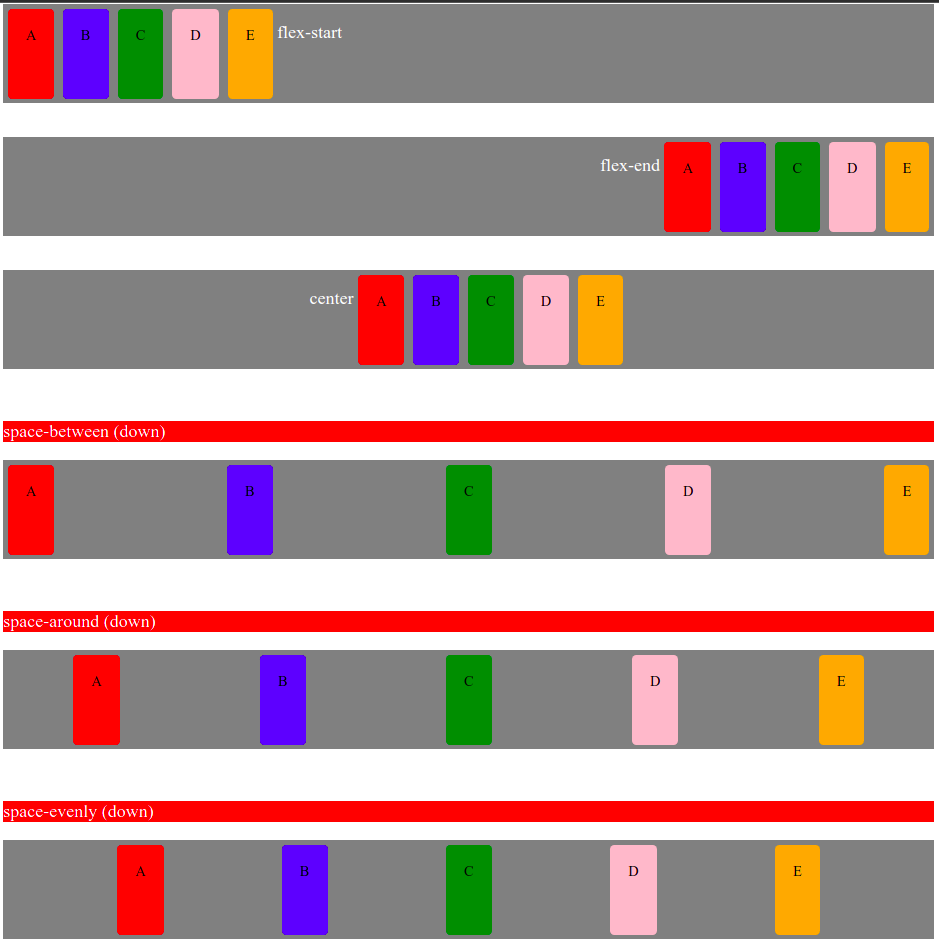 A B C D E flex-start
flex-end A B C D E
center A B C D E
space-between (down)
A B C D E
space-around (down)
A B C D E
space-evenly (down)
A B C D E